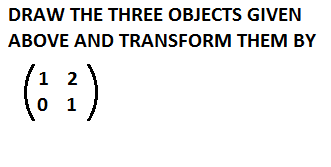 DRAW THE THREE OBJECTS GIVEN
ABOVE AND TRANSFORM THEM BY
1 2
0 1